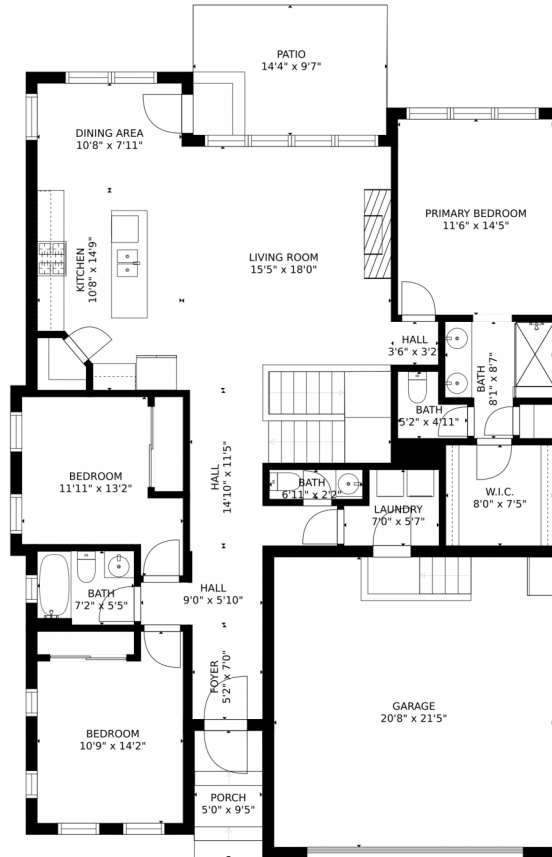 PATIO
14'4" x 9'7"
DINING AREA
10'8" x 7'11"
PRIMARY BEDROOM
11'6" x 14'5"
KITCHEN
10'8" x 14'9"
LIVING ROOM
15'5" x 18'0"
HALL
3'6" x 3'2"
BATH
8'1" x 8'7"
BATH
5'2" x 4'11"
BEDROOM
11'11" x 13'2"
HALL
14'10" x 11'5"
BATH
6'11" x 2'2"
W.I.C.
8'0" x 7'5"
LAUNDRY
7'0" x 5'7"
BATH
7'2" x 5'5"
HALL
9'0" x 5'10"
FOYER
5'2" x 7'0"
BEDROOM
10'9" x 14'2"
GARAGE
20'8" x 21'5"
PORCH
5'0" x 9'5"